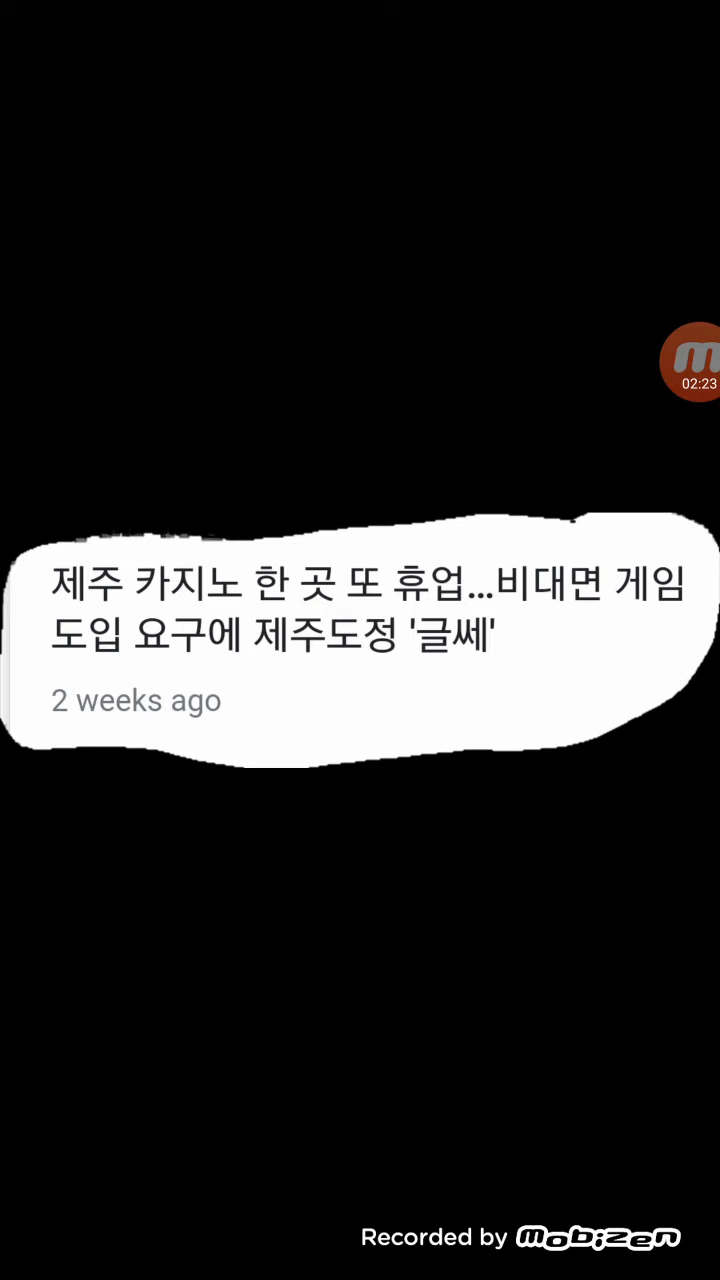 02:23
제주 카지노 한 곳 또 휴업...비대면 게임
도입 요구에 제주도정 '글쎄'
2 weeks ago
Recorded by mobizen